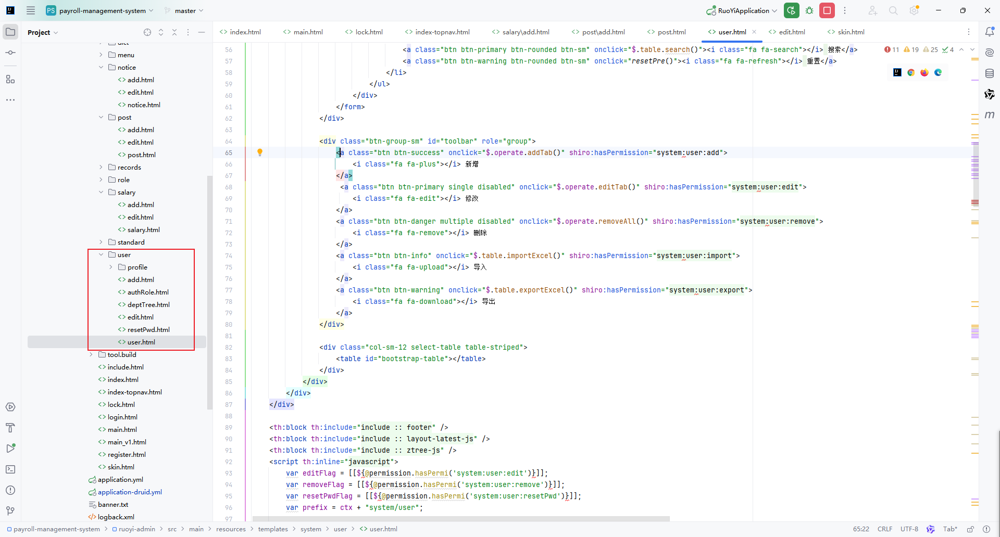 PS payroll-management-system master RuoYiApplication
Project
index.html main.html lock.html index-topnav.html salary\add.html post\add.html post.html user.html edit.html skin.html
dict
menu
notice
add.html
edit.html
notice.html
post
add.html
edit.html
post.html
records
role
salary
add.html
edit.html
salary.html
standard
user
profile
add.html
authRole.html
deptTree.html
edit.html
resetPwd.html
user.html
tool.build
include.html
index.html
index-topnav.html
lock.html
login.html
main.html
main_v1.html
register.html
skin.html
application.yml
application-druid.yml
banner.txt
logback.xml
11 19 25 4
56 <a class="btn btn-primary btn-rounded btn-sm" onclick="$.table.search()"><i class="fa fa-search"></i> 搜索</a>
57 <a class="btn btn-warning btn-rounded btn-sm" onclick="resetPre()"><i class="fa fa-refresh"></i> 重置</a>
58 </li>
59 </ul>
60 </div>
61 </form>
62 </div>
63
64 <div class="btn-group-sm" id="toolbar" role="group">
65 <a class="btn btn-success" onclick="$.operate.addTab()" shiro:hasPermission="system:user:add">
66 <i class="fa fa-plus"></i> 新增
67 </a>
68 <a class="btn btn-primary single disabled" onclick="$.operate.editTab()" shiro:hasPermission="system:user:edit">
69 <i class="fa fa-edit"></i> 修改
70 </a>
71 <a class="btn btn-danger multiple disabled" onclick="$.operate.removeAll()" shiro:hasPermission="system:user:remove">
72 <i class="fa fa-remove"></i> 删除
73 </a>
74 <a class="btn btn-info" onclick="$.table.importExcel()" shiro:hasPermission="system:user:import">
75 <i class="fa fa-upload"></i> 导入
76 </a>
77 <a class="btn btn-warning" onclick="$.table.exportExcel()" shiro:hasPermission="system:user:export">
78 <i class="fa fa-download"></i> 导出
79 </a>
80 </div>
81
82 <div class="col-sm-12 select-table table-striped">
83 <table id="bootstrap-table"></table>
84 </div>
85 </div>
86 </div>
87 </div>
88
89 <th:block th:include="include :: footer" />
90 <th:block th:include="include :: layout-latest-js" />
91 <th:block th:include="include :: ztree-js" />
92 <script th:inline="javascript">
93 var editFlag = [[${@permission.hasPermi('system:user:edit')}]];
94 var removeFlag = [[${@permission.hasPermi('system:user:remove')}]];
95 var resetPwdFlag = [[${@permission.hasPermi('system:user:resetPwd')}]];
96 var prefix = ctx + "system/user";
97
payroll-management-system > ruoyi-admin > src > main > resources > templates > system > user > user.html
65:22 CRLF UTF-8 Tab*